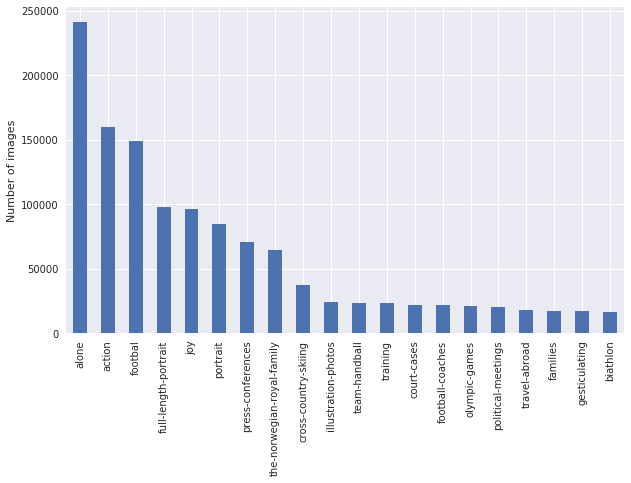 250000
200000
150000
100000
50000
0
Number of images
alone
action
footbal
full-length-portrait
joy
portrait
press-conferences
the-norwegian-royal-family
cross-country-skiing
illustration-photos
team-handball
training
court-cases
football-coaches
olympic-games
political-meetings
travel-abroad
families
gesticulating
biathlon